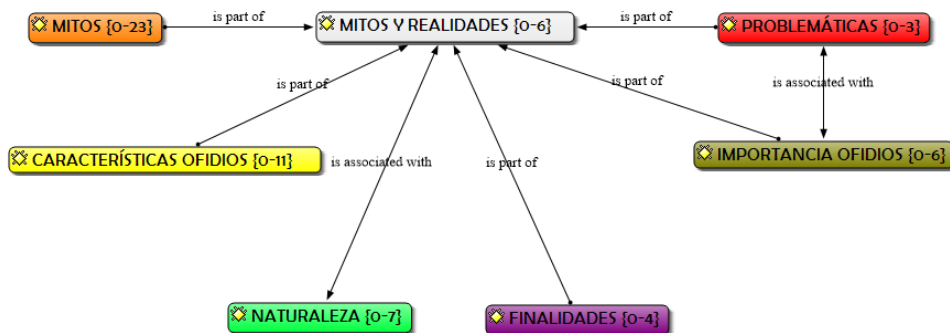 MITOS {0-23}
is part of
MITOS Y REALIDADES {0-6}
is part of
PROBLEMÁTICAS {0-3}
is part of
is part of
is associated with
CARACTERÍSTICAS OFIDIOS {0-11}
is associated with
is part of
IMPORTANCIA OFIDIOS {0-6}
NATURALEZA {0-7}
FINALIDADES {0-4}